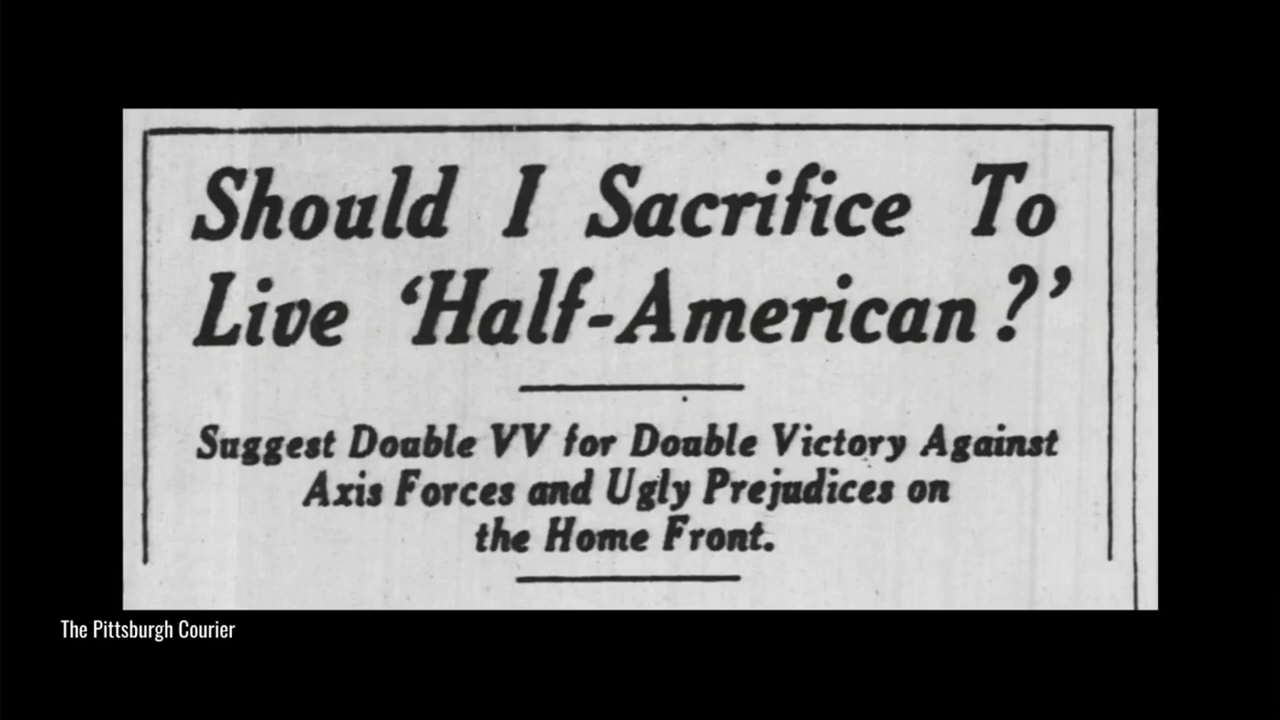 Should I Sacrifice To
Live ‘Half-American?’
Suggest Double VV for Double Victory Against
Axis Forces and Ugly Prejudices on
the Home Front.
The Pittsburgh Courier